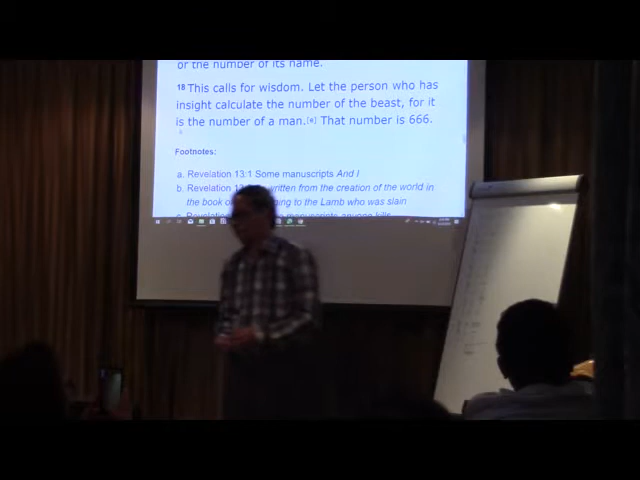 or the number of its name.
18 This calls for wisdom. Let the person who has
insight calculate the number of the beast, for it
is the number of a man.[e] That number is 666.
Footnotes:
a. Revelation 13:1 Some manuscripts And I
b. Revelation written from the creation of the world in
the book to the Lamb who was slain
c. manuscripts anyone kills